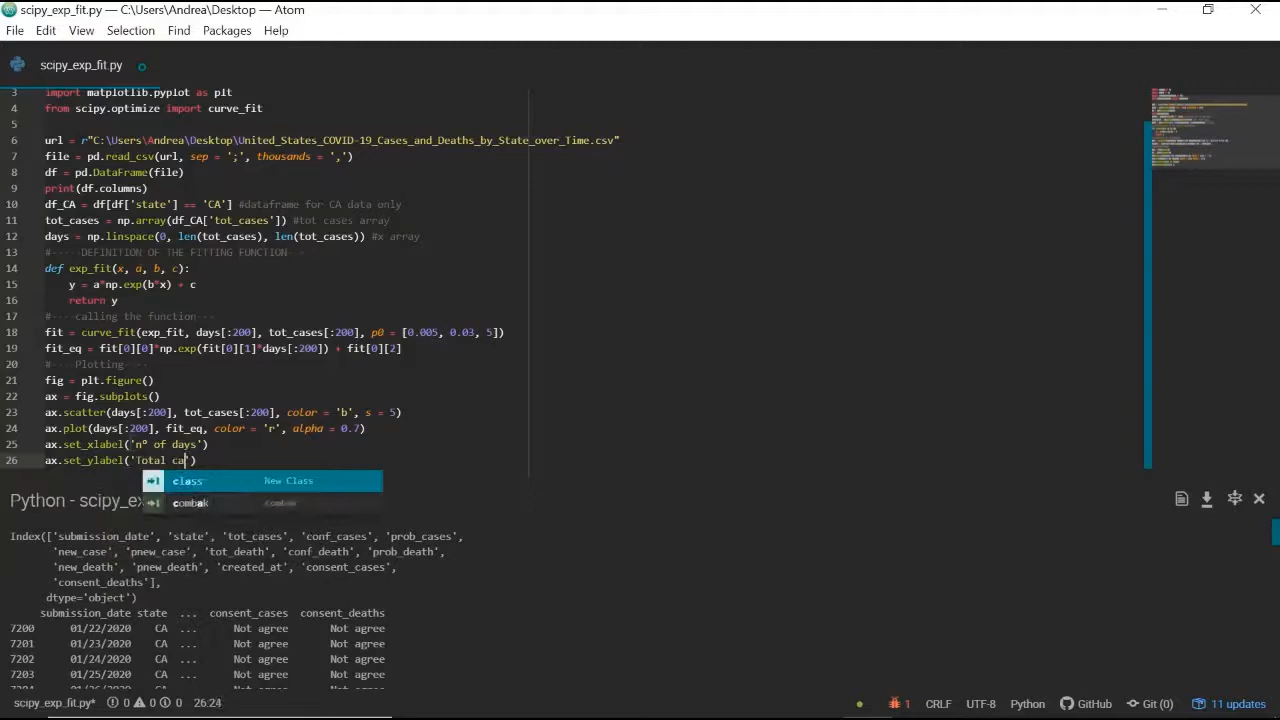 scipy_exp_fit.py — C:\Users\Andrea\Desktop — Atom
File Edit View Selection Find Packages Help
scipy_exp_fit.py
3 import matplotlib.pyplot as plt
4 from scipy.optimize import curve_fit
5
6 url = r"C:\Users\Andrea\Desktop\United_States_COVID-19_Cases_and_Deaths_by_State_over_Time.csv"
7 file = pd.read_csv(url, sep = ';', thousands = ',')
8 df = pd.DataFrame(file)
9 print(df.columns)
10 df_CA = df[df['state'] == 'CA'] #dataframe for CA data only
11 tot_cases = np.array(df_CA['tot_cases']) #tot cases array
12 days = np.linspace(0, len(tot_cases), len(tot_cases)) #x array
13 #-----DEFINITION OF THE FITTING FUNCTION--
14 def exp_fit(x, a, b, c):
15 y = a*np.exp(b*x) + c
16 return y
17 #----calling the function---
18 fit = curve_fit(exp_fit, days[:200], tot_cases[:200], p0 = [0.005, 0.03, 5])
19 fit_eq = fit[0][0]*np.exp(fit[0][1]*days[:200]) + fit[0][2]
20 #----Plotting----
21 fig = plt.figure()
22 ax = fig.subplots()
23 ax.scatter(days[:200], tot_cases[:200], color = 'b', s = 5)
24 ax.plot(days[:200], fit_eq, color = 'r', alpha = 0.7)
25 ax.set_xlabel('n° of days')
26 ax.set_ylabel('Total ca')
class New Class
combak Combak
Python - scipy_ex
Index(['submission_date', 'state', 'tot_cases', 'conf_cases', 'prob_cases',
'new_case', 'pnew_case', 'tot_death', 'conf_death', 'prob_death',
'new_death', 'pnew_death', 'created_at', 'consent_cases',
'consent_deaths'],
dtype='object')
submission_date state ... consent_cases consent_deaths
7200 01/22/2020 CA ... Not agree Not agree
7201 01/23/2020 CA ... Not agree Not agree
7202 01/24/2020 CA ... Not agree Not agree
7203 01/25/2020 CA ... Not agree Not agree
scipy_exp_fit.py* 0 0 0 26:24 1 CRLF UTF-8 Python GitHub Git (0) 11 updates